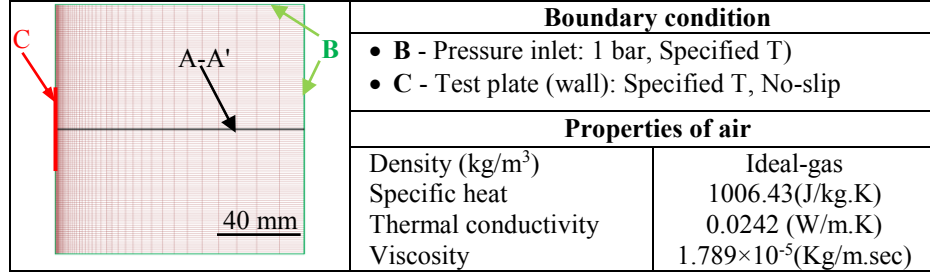 C
A-A'
B
40 mm
Boundary condition
• B - Pressure inlet: 1 bar, Specified T)
• C - Test plate (wall): Specified T, No-slip
Properties of air
Density (kg/m³) Ideal-gas
Specific heat 1006.43(J/kg.K)
Thermal conductivity 0.0242 (W/m.K)
Viscosity 1.789×10⁻⁵(Kg/m.sec)